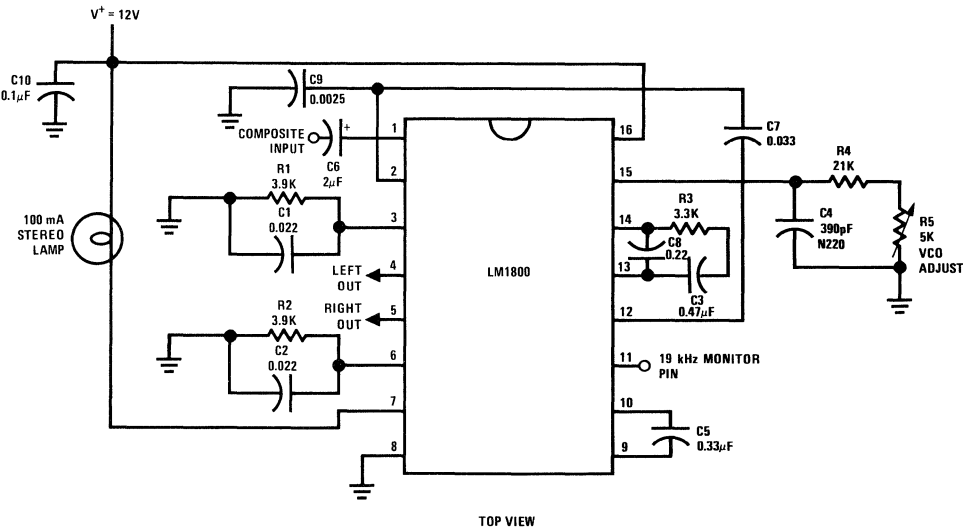 V+ = 12V
C10
0.1μF
C9
0.0025
COMPOSITE
INPUT
+
C6
2μF
1
2
3
4
5
6
7
8
16
15
14
13
12
11
10
9
LM1800
R1
3.9K
C1
0.022
LEFT
OUT
RIGHT
OUT
R2
3.9K
C2
0.022
100 mA
STEREO
LAMP
C7
0.033
R4
21K
C4
390pF
N220
R5
5K
VCO
ADJUST
R3
3.3K
C8
0.22
C3
0.47μF
19 kHz MONITOR
PIN
C5
0.33μF
TOP VIEW